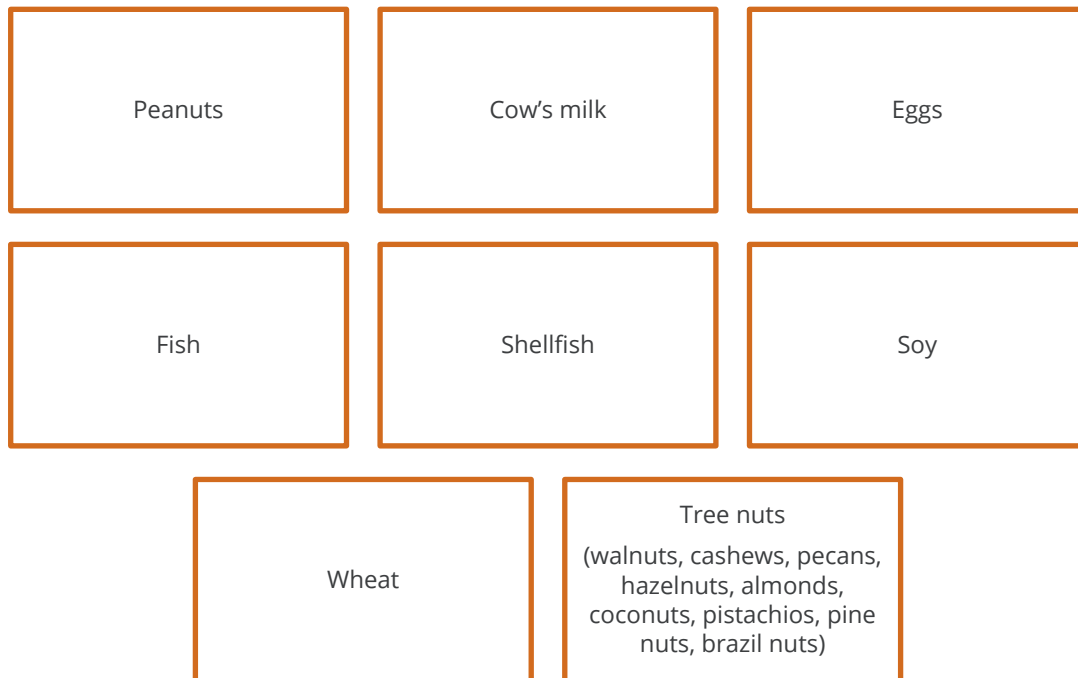 Peanuts
Cow’s milk
Eggs
Fish
Shellfish
Soy
Wheat
Tree nuts
(walnuts, cashews, pecans,
hazelnuts, almonds,
coconuts, pistachios, pine
nuts, brazil nuts)